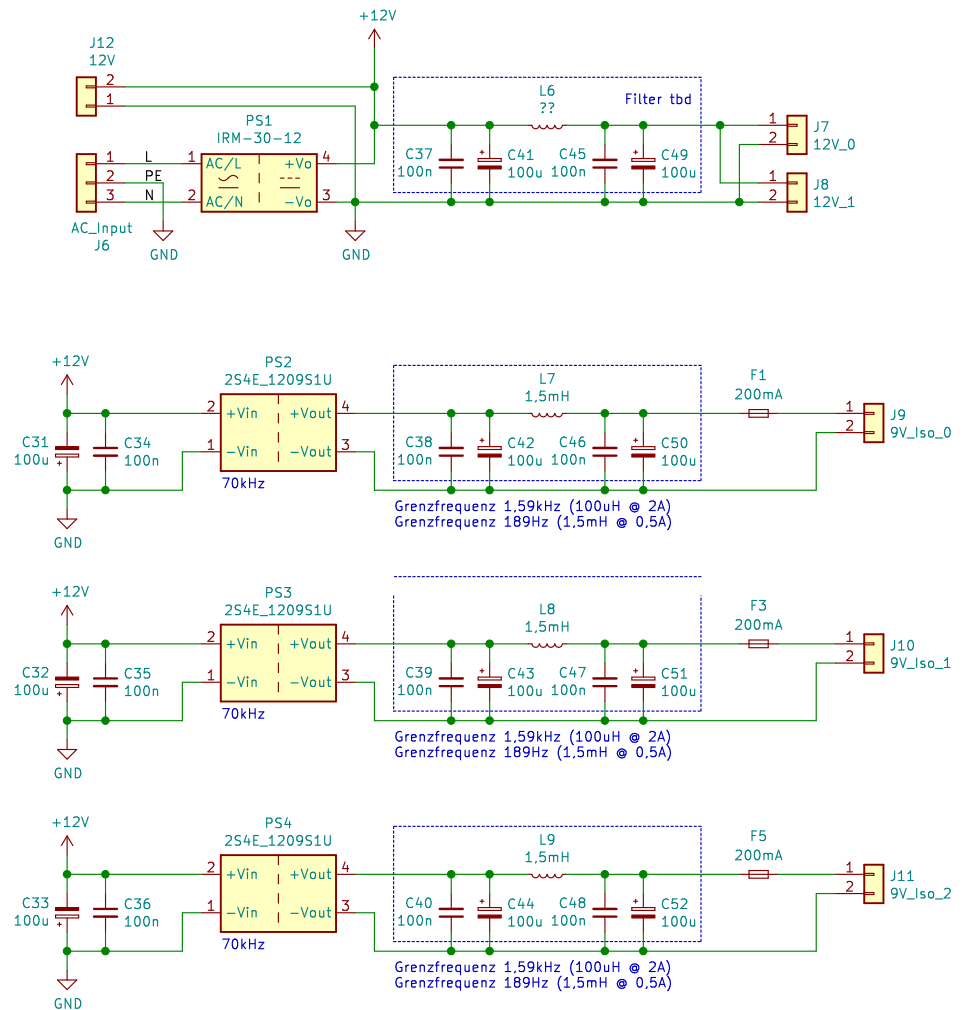 +12V
J12
12V
2
1
PS1
IRM-30-12
1 L 1 AC/L +Vo 4
2 PE
3 N 2 AC/N -Vo 3
AC_Input
J6
GND
GND
Filter tbd
L6
??
C37
100n
C41
100u
C45
100n
C49
100u
1
2
J7
12V_0
1
2
J8
12V_1
+12V
PS2
2S4E_1209S1U
2 +Vin +Vout 4
1 -Vin -Vout 3
70kHz
C31
100u
C34
100n
GND
L7
1,5mH
C38
100n
C42
100u
C46
100n
C50
100u
F1
200mA
1
2
J9
9V_Iso_0
Grenzfrequenz 1,59kHz (100uH @ 2A)
Grenzfrequenz 189Hz (1,5mH @ 0,5A)
+12V
PS3
2S4E_1209S1U
2 +Vin +Vout 4
1 -Vin -Vout 3
70kHz
C32
100u
C35
100n
GND
L8
1,5mH
C39
100n
C43
100u
C47
100n
C51
100u
F3
200mA
1
2
J10
9V_Iso_1
Grenzfrequenz 1,59kHz (100uH @ 2A)
Grenzfrequenz 189Hz (1,5mH @ 0,5A)
+12V
PS4
2S4E_1209S1U
2 +Vin +Vout 4
1 -Vin -Vout 3
70kHz
C33
100u
C36
100n
GND
L9
1,5mH
C40
100n
C44
100u
C48
100n
C52
100u
F5
200mA
1
2
J11
9V_Iso_2
Grenzfrequenz 1,59kHz (100uH @ 2A)
Grenzfrequenz 189Hz (1,5mH @ 0,5A)